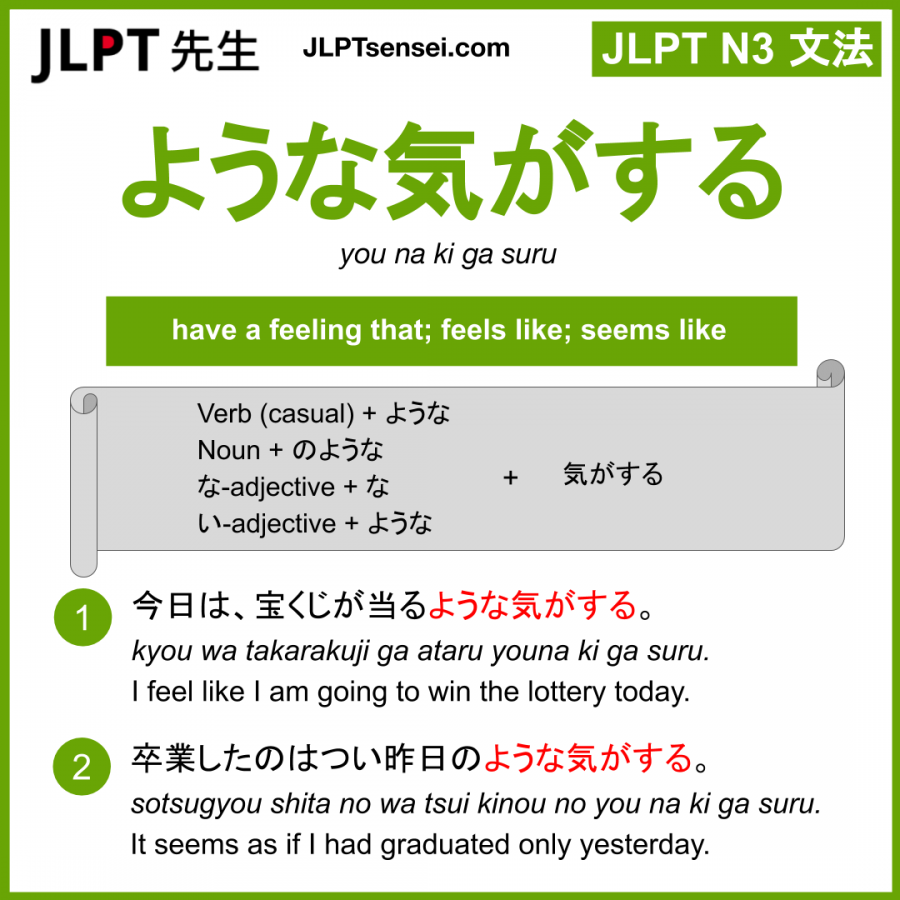 JLPT 先生
JLPTsensei.com
JLPT N3 文法
ような気がする
you na ki ga suru
have a feeling that; feels like; seems like
Verb (casual) + ような
Noun + のような
な-adjective + な
い-adjective + ような
+ 気がする
1 今日は、宝くじが当るような気がする。
kyou wa takarakuji ga ataru youna ki ga suru.
I feel like I am going to win the lottery today.
2 卒業したのはつい昨日のような気がする。
sotsugyou shita no wa tsui kinou no you na ki ga suru.
It seems as if I had graduated only yesterday.